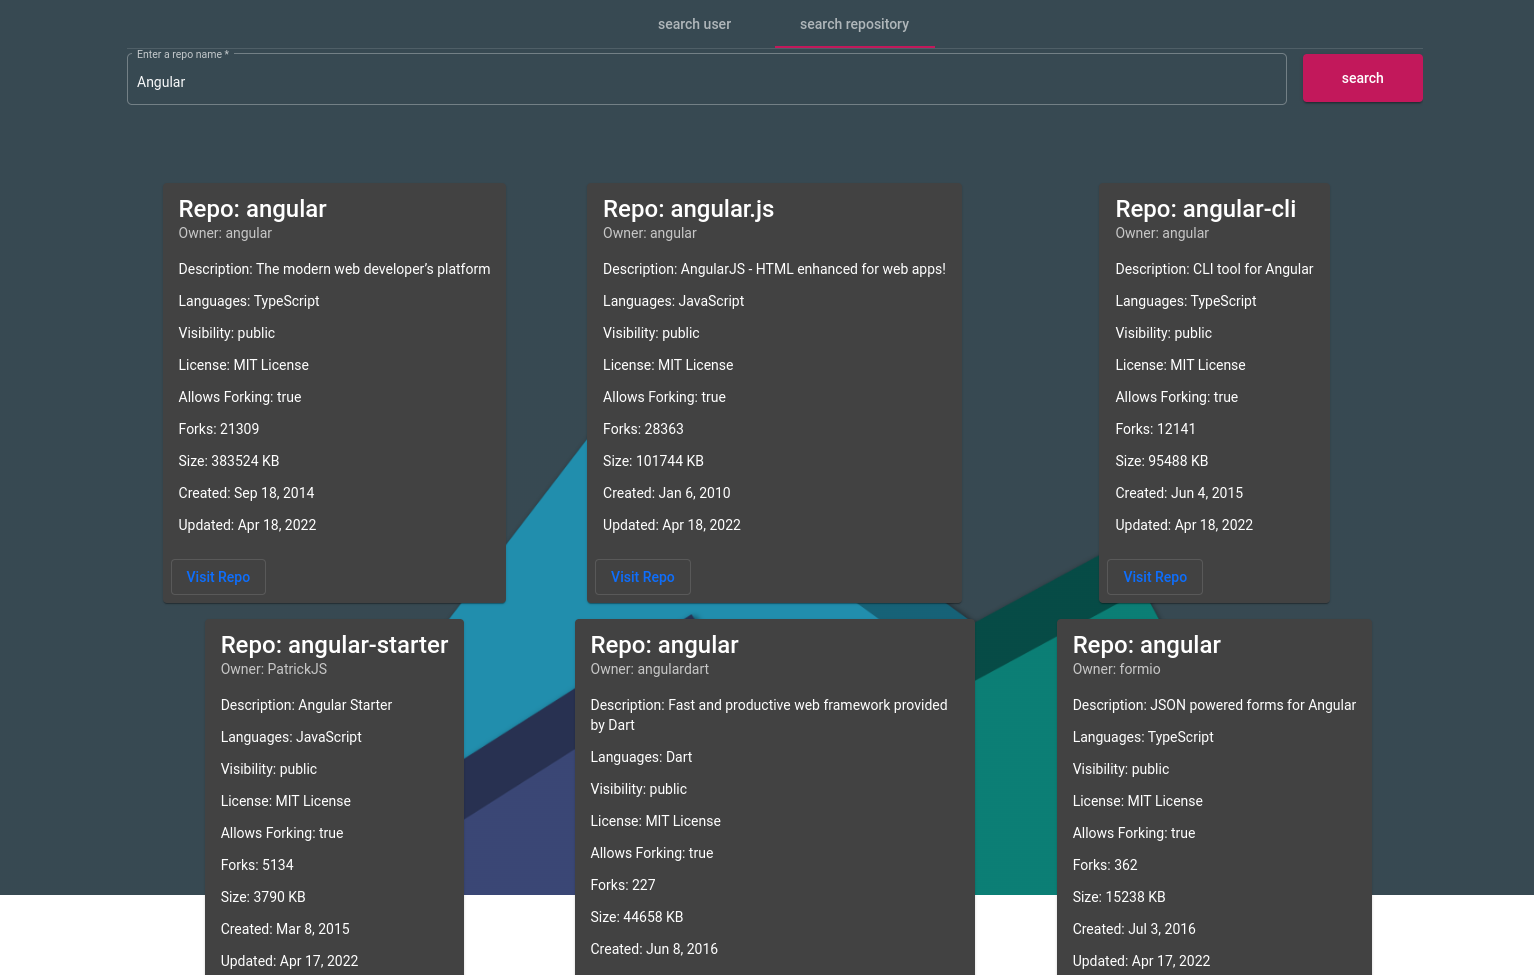 search user
search repository
Enter a repo name *
Angular
search
Repo: angular
Owner: angular
Description: The modern web developer’s platform
Languages: TypeScript
Visibility: public
License: MIT License
Allows Forking: true
Forks: 21309
Size: 383524 KB
Created: Sep 18, 2014
Updated: Apr 18, 2022
Visit Repo
Repo: angular.js
Owner: angular
Description: AngularJS - HTML enhanced for web apps!
Languages: JavaScript
Visibility: public
License: MIT License
Allows Forking: true
Forks: 28363
Size: 101744 KB
Created: Jan 6, 2010
Updated: Apr 18, 2022
Visit Repo
Repo: angular-cli
Owner: angular
Description: CLI tool for Angular
Languages: TypeScript
Visibility: public
License: MIT License
Allows Forking: true
Forks: 12141
Size: 95488 KB
Created: Jun 4, 2015
Updated: Apr 18, 2022
Visit Repo
Repo: angular-starter
Owner: PatrickJS
Description: Angular Starter
Languages: JavaScript
Visibility: public
License: MIT License
Allows Forking: true
Forks: 5134
Size: 3790 KB
Created: Mar 8, 2015
Updated: Apr 17, 2022
Repo: angular
Owner: angulardart
Description: Fast and productive web framework provided
by Dart
Languages: Dart
Visibility: public
License: MIT License
Allows Forking: true
Forks: 227
Size: 44658 KB
Created: Jun 8, 2016
Repo: angular
Owner: formio
Description: JSON powered forms for Angular
Languages: TypeScript
Visibility: public
License: MIT License
Allows Forking: true
Forks: 362
Size: 15238 KB
Created: Jul 3, 2016
Updated: Apr 17, 2022